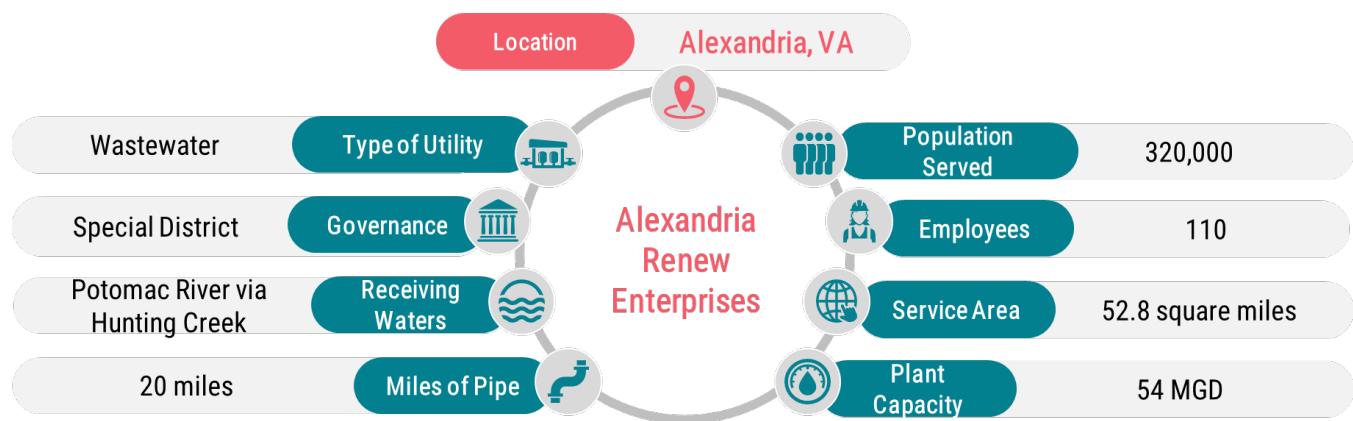 Location
Alexandria, VA
Wastewater
Type of Utility
Special District
Governance
Potomac River via
Hunting Creek
Receiving
Waters
20 miles
Miles of Pipe
Alexandria
Renew
Enterprises
Population
Served
320,000
Employees
110
Service Area
52.8 square miles
Plant
Capacity
54 MGD